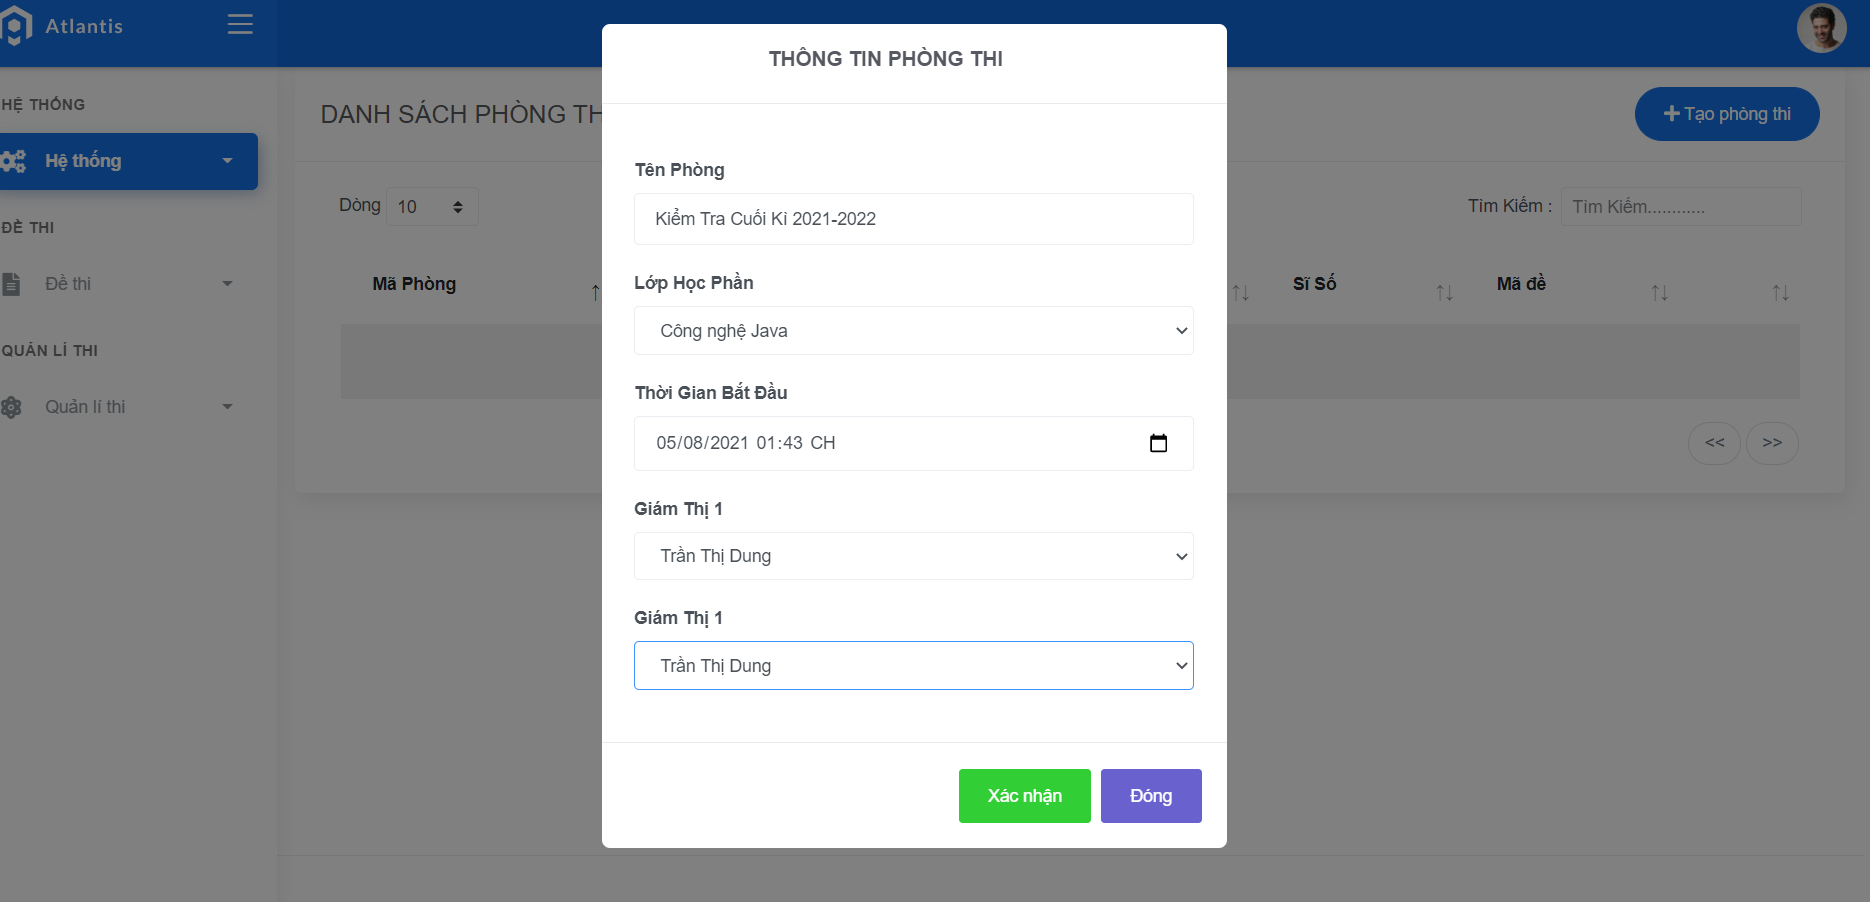 Atlantis
HỆ THỐNG
Hệ thống
ĐỀ THI
Đề thi
QUẢN LÍ THI
Quản lí thi
DANH SÁCH PHÒNG TH
Tạo phòng thi
Dòng 10
Tìm Kiếm : Tìm Kiếm............
Mã Phòng Sĩ Số Mã đề
<< >>
THÔNG TIN PHÒNG THI
Tên Phòng
Kiểm Tra Cuối Kì 2021-2022
Lớp Học Phần
Công nghệ Java
Thời Gian Bắt Đầu
05/08/2021 01:43 CH
Giám Thị 1
Trần Thị Dung
Giám Thị 1
Trần Thị Dung
Xác nhận Đóng